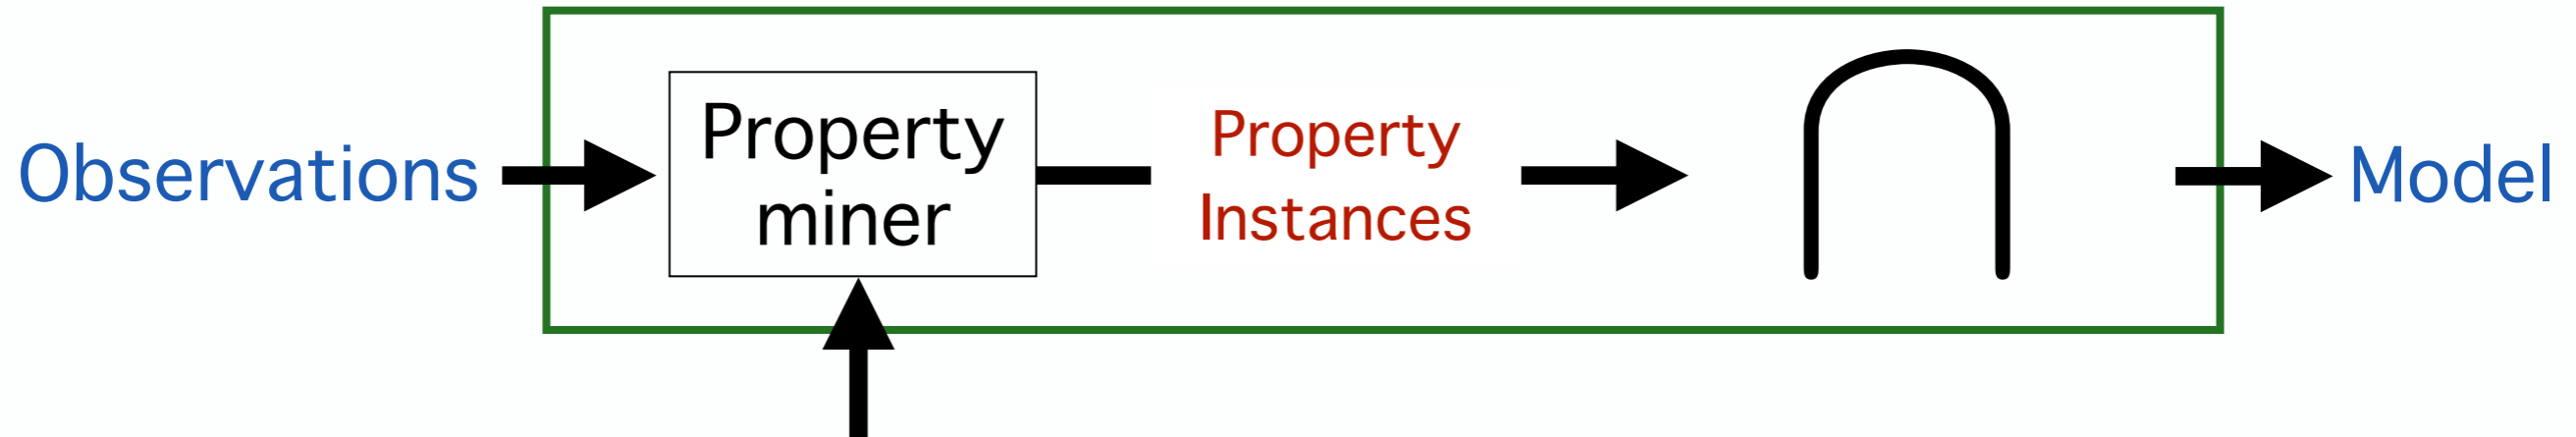 Observations
Property
miner
Property
Instances
∩
Model